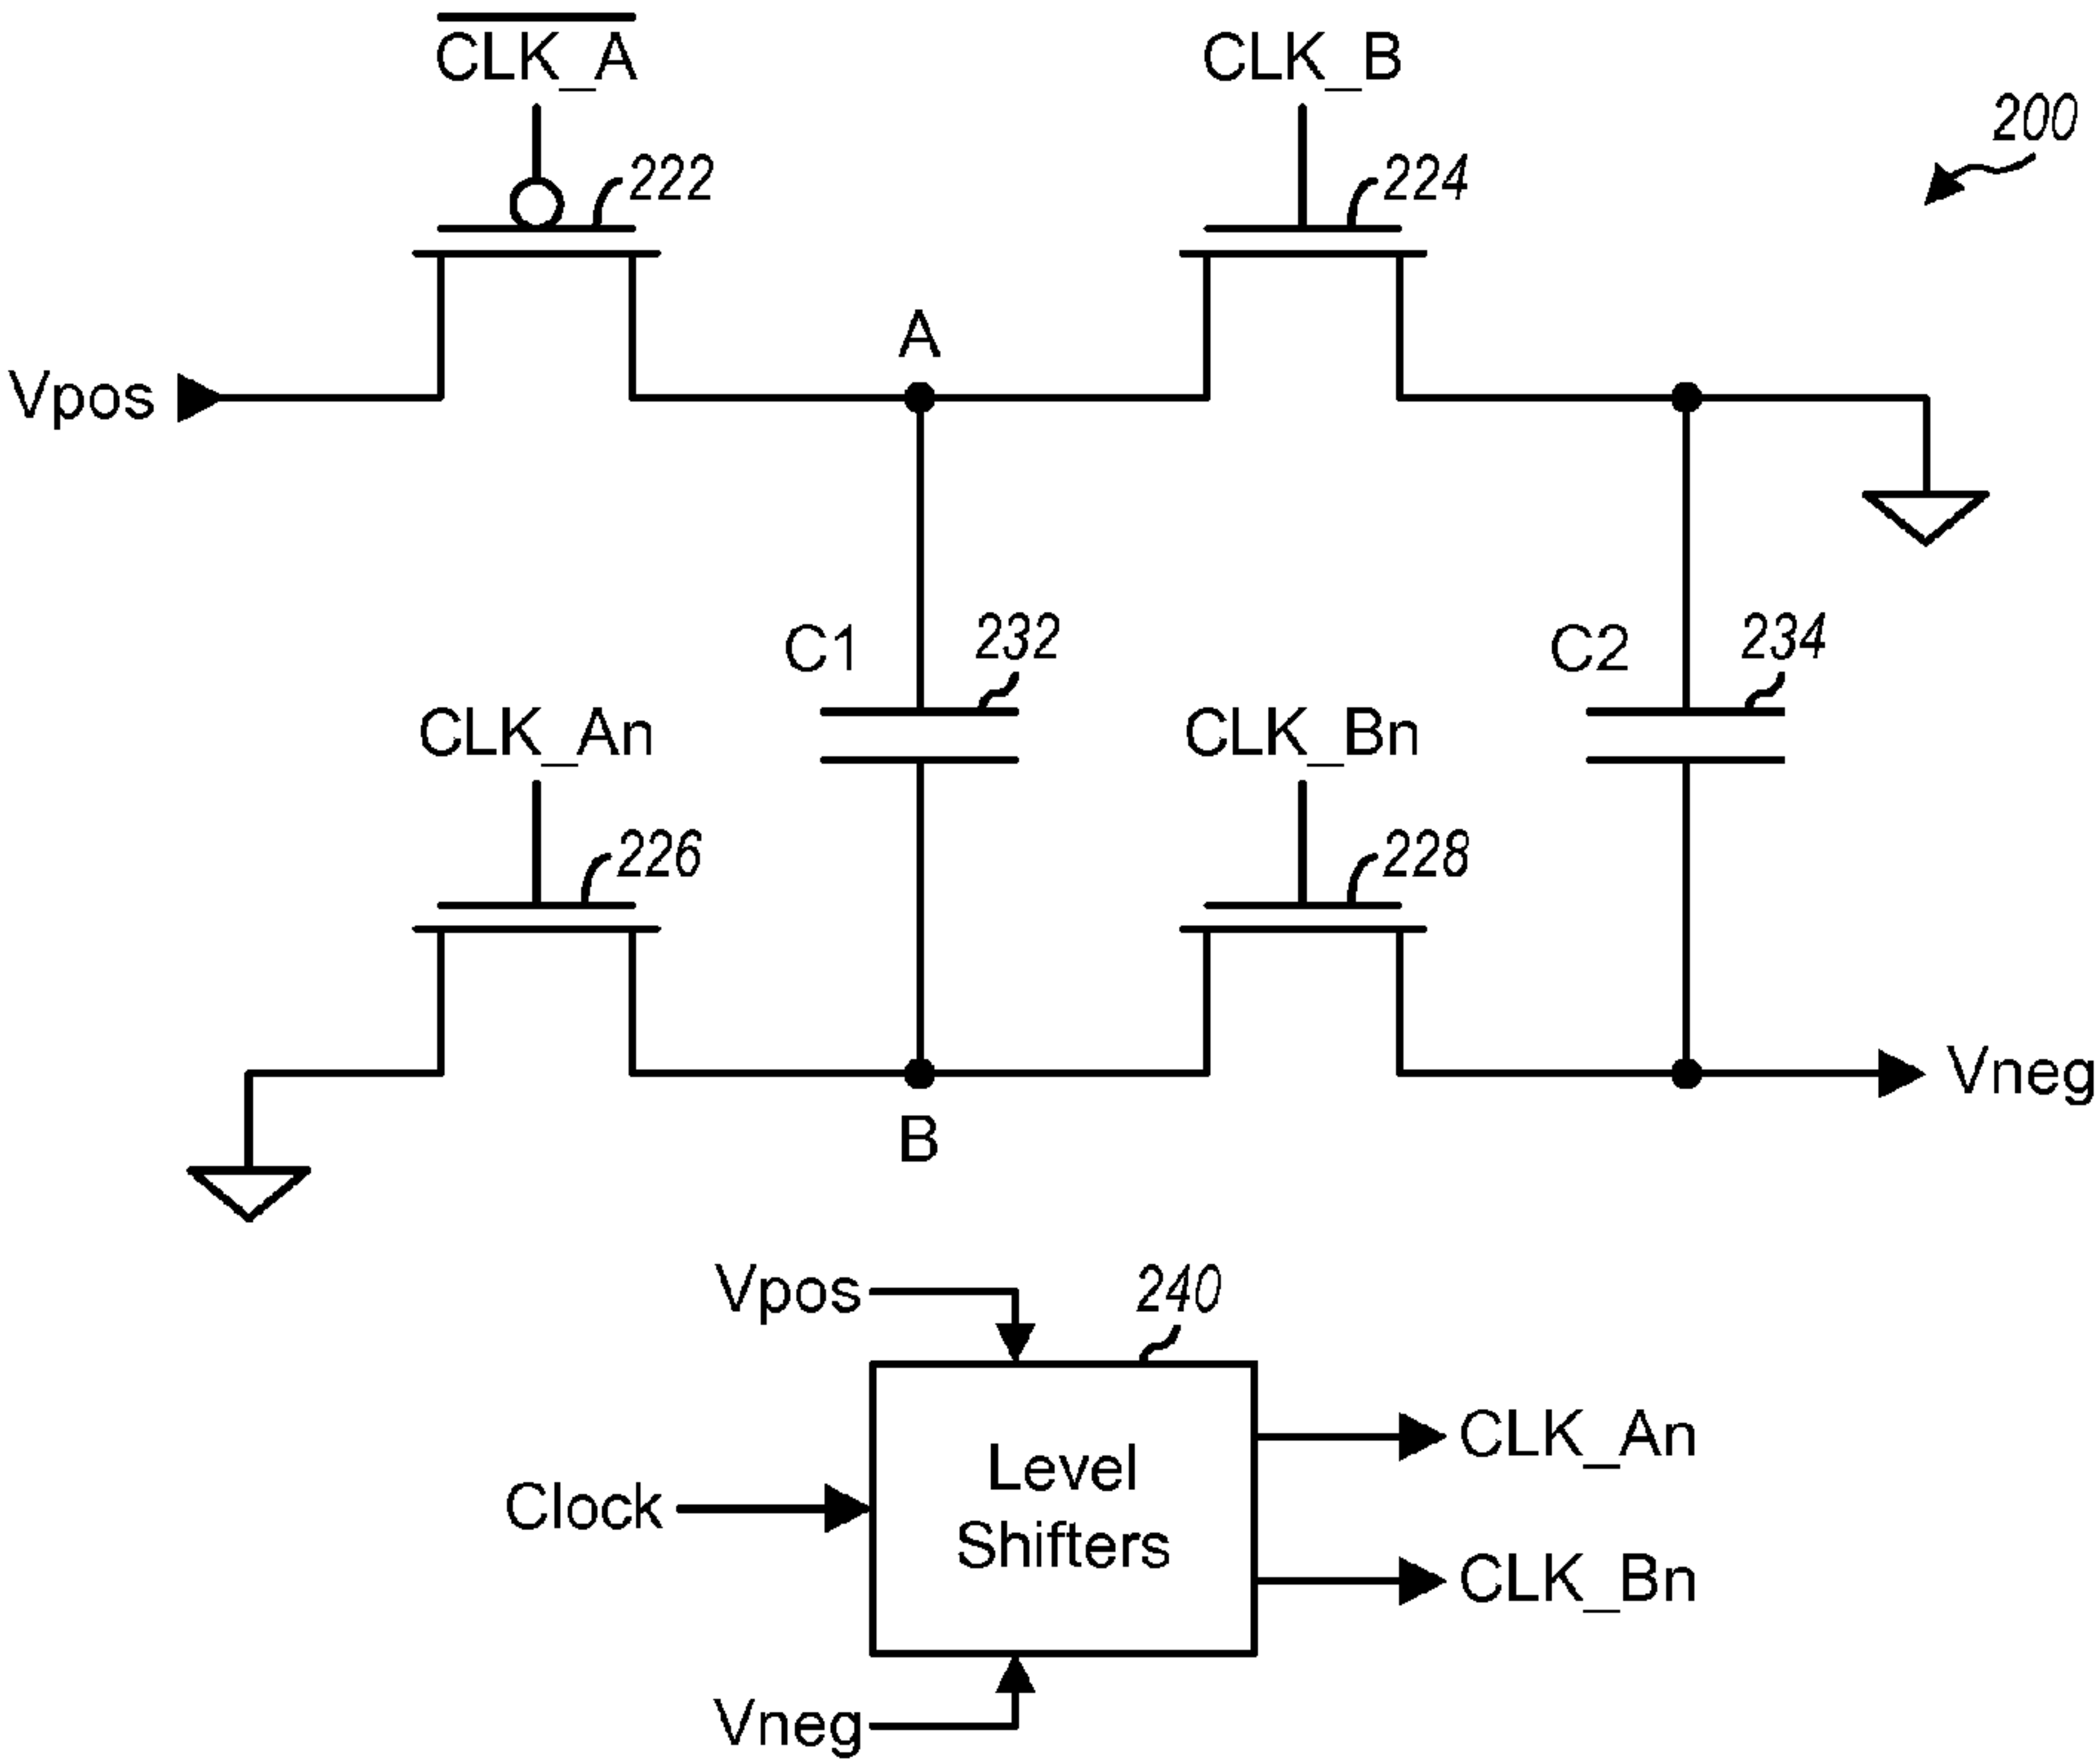 C̅L̅K̅_̅A̅ CLK_B
200
222 224
A
Vpos
C1 232 C2 234
CLK_An CLK_Bn
226 228
Vneg
B
Vpos 240
CLK_An
Level
Clock Shifters
CLK_Bn
Vneg